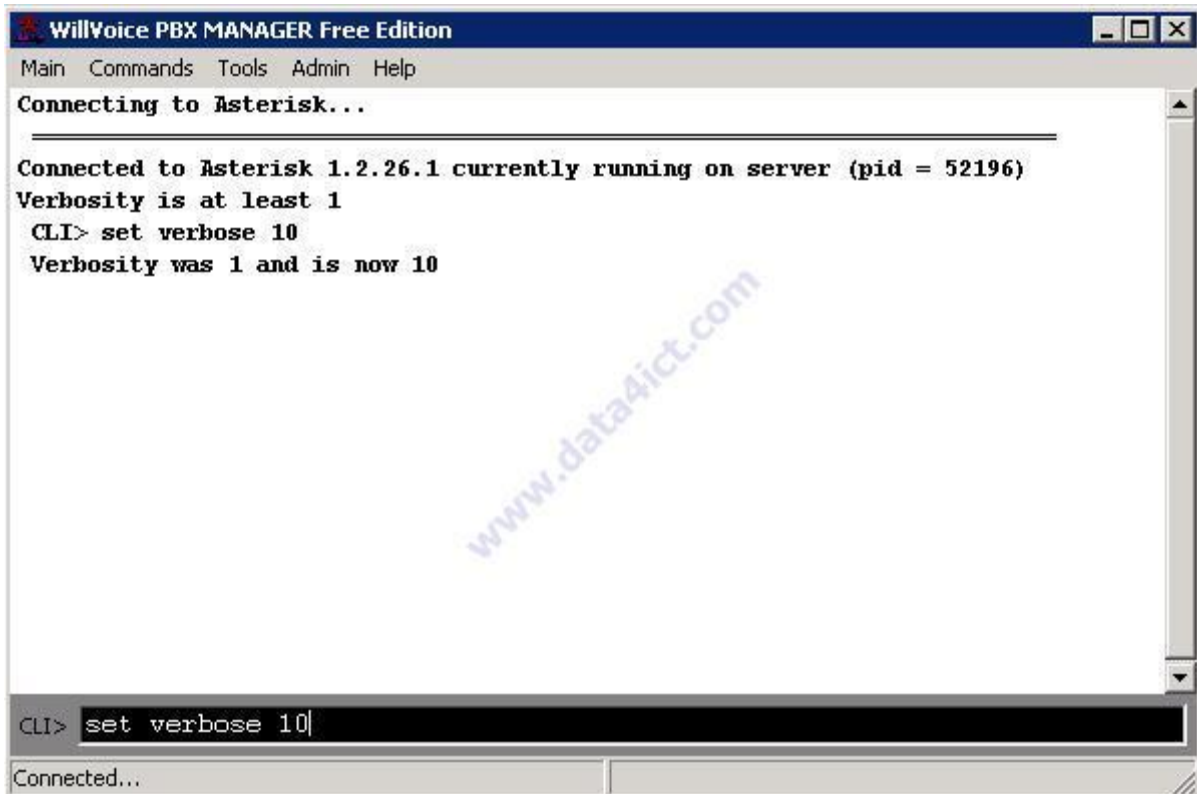 WillVoice PBX MANAGER Free Edition
Main Commands Tools Admin Help
Connecting to Asterisk...
Connected to Asterisk 1.2.26.1 currently running on server (pid = 52196)
Verbosity is at least 1
CLI> set verbose 10
Verbosity was 1 and is now 10
www.data4ict.com
CLI> set verbose 10
Connected...